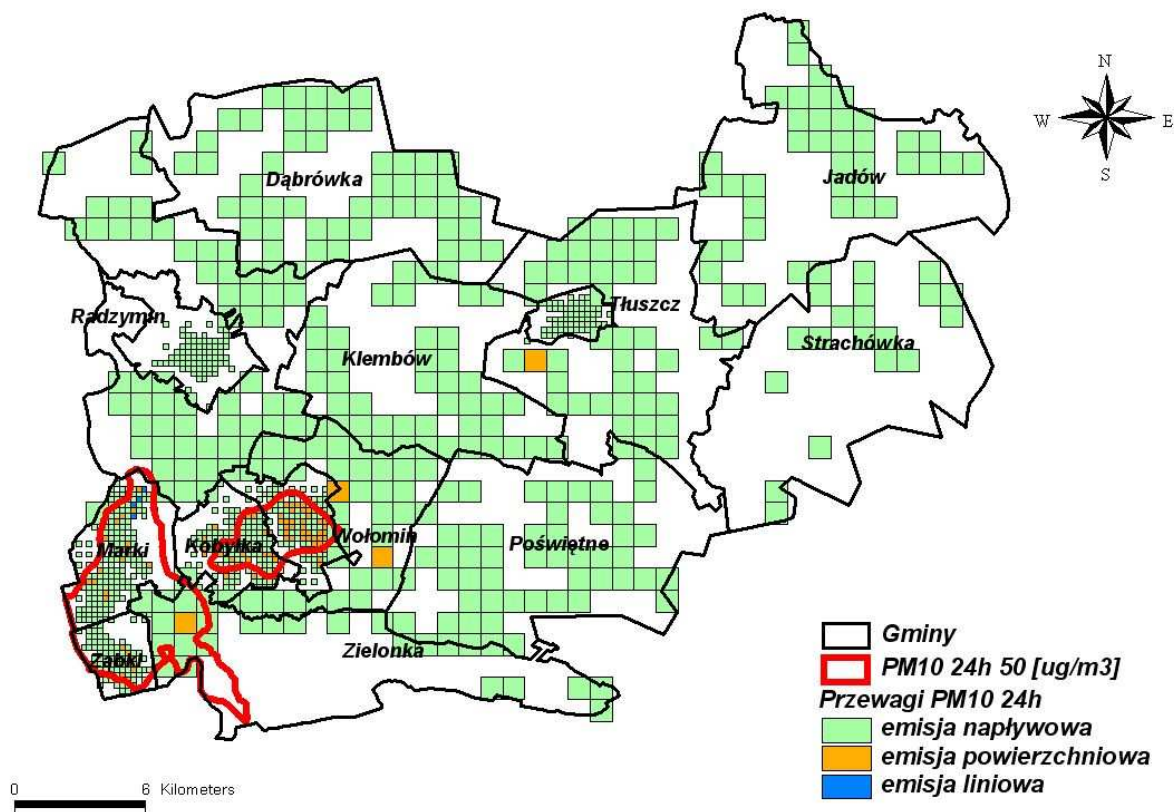 N
W E
S
Dąbrówka
Jadów
Radzymin
Tłuszcz
Klembów
Strachówka
Marki
Kobyłka
Wołomin
Poświętne
Ząbki
Zielonka
Gminy
PM10 24h 50 [ug/m3]
Przewagi PM10 24h
emisja napływowa
emisja powierzchniowa
emisja liniowa
0 6 Kilometers